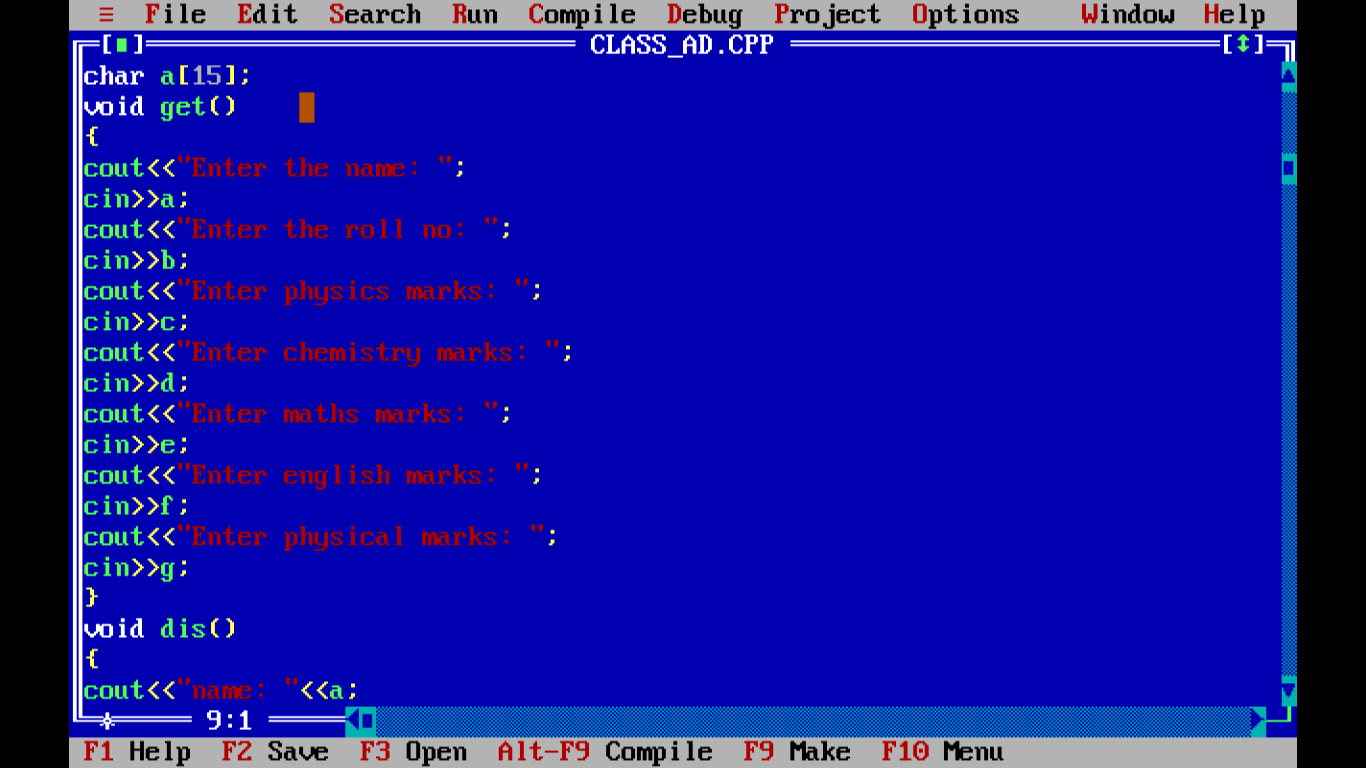 ≡ File Edit Search Run Compile Debug Project Options Window Help
[■] CLASS_AD.CPP [↕]
char a[15];
void get()
{
cout<<"Enter the name: ";
cin>>a;
cout<<"Enter the roll no: ";
cin>>b;
cout<<"Enter physics marks: ";
cin>>c;
cout<<"Enter chemistry marks: ";
cin>>d;
cout<<"Enter maths marks: ";
cin>>e;
cout<<"Enter english marks: ";
cin>>f;
cout<<"Enter physical marks: ";
cin>>g;
}
void dis()
{
cout<<"name: "<<a;
9:1
F1 Help F2 Save F3 Open Alt-F9 Compile F9 Make F10 Menu